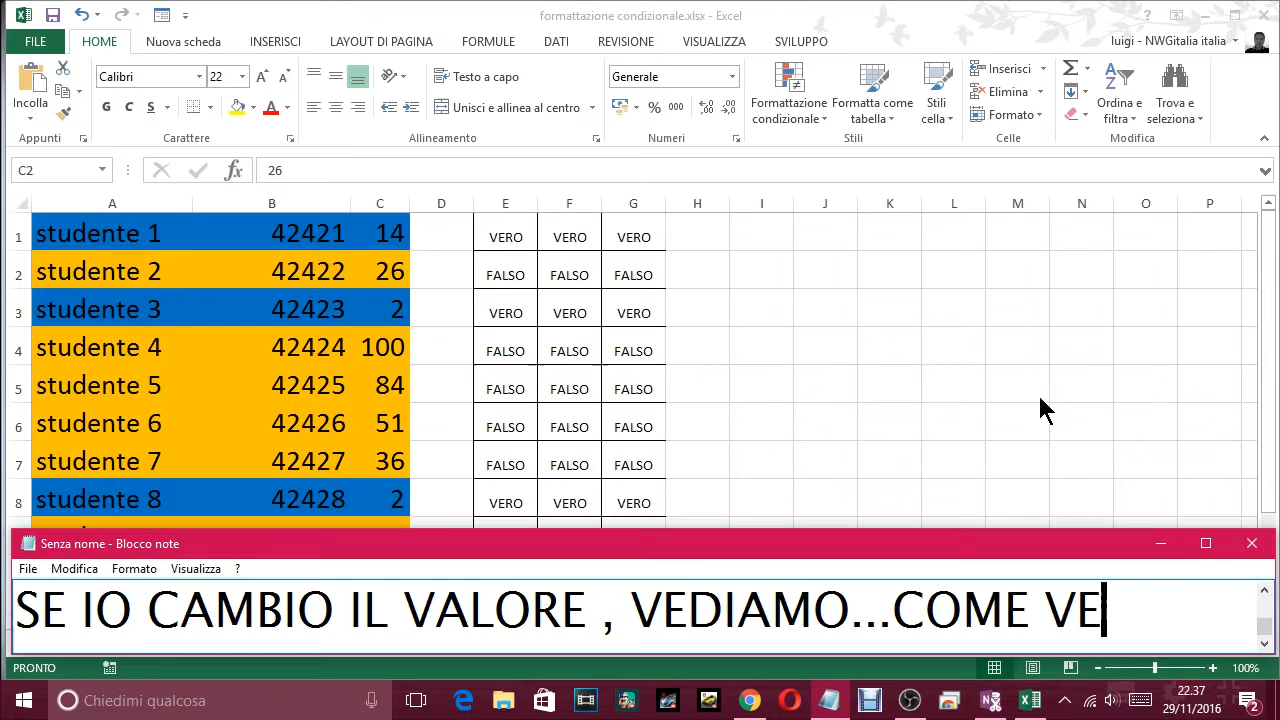 formattazione condizionale.xlsx - Excel
FILE HOME Nuova scheda INSERISCI LAYOUT DI PAGINA FORMULE DATI REVISIONE VISUALIZZA SVILUPPO luigi - NWGitalia italia
Incolla Calibri 22 Testo a capo Generale Formattazione condizionale Formatta come tabella Stili cella Inserisci Ordina e filtra Trova e seleziona
G C S Unisci e allinea al centro % 000 Elimina
Formato
Appunti Carattere Allineamento Numeri Stili Celle Modifica
C2 fx 26
A B C D E F G H I J K L M N O P
1 studente 1 42421 14 VERO VERO VERO
2 studente 2 42422 26 FALSO FALSO FALSO
3 studente 3 42423 2 VERO VERO VERO
4 studente 4 42424 100 FALSO FALSO FALSO
5 studente 5 42425 84 FALSO FALSO FALSO
6 studente 6 42426 51 FALSO FALSO FALSO
7 studente 7 42427 36 FALSO FALSO FALSO
8 studente 8 42428 2 VERO VERO VERO
Senza nome - Blocco note
File Modifica Formato Visualizza ?
SE IO CAMBIO IL VALORE , VEDIAMO...COME VE
PRONTO 100%
Chiedimi qualcosa 22.37
29/11/2016 2